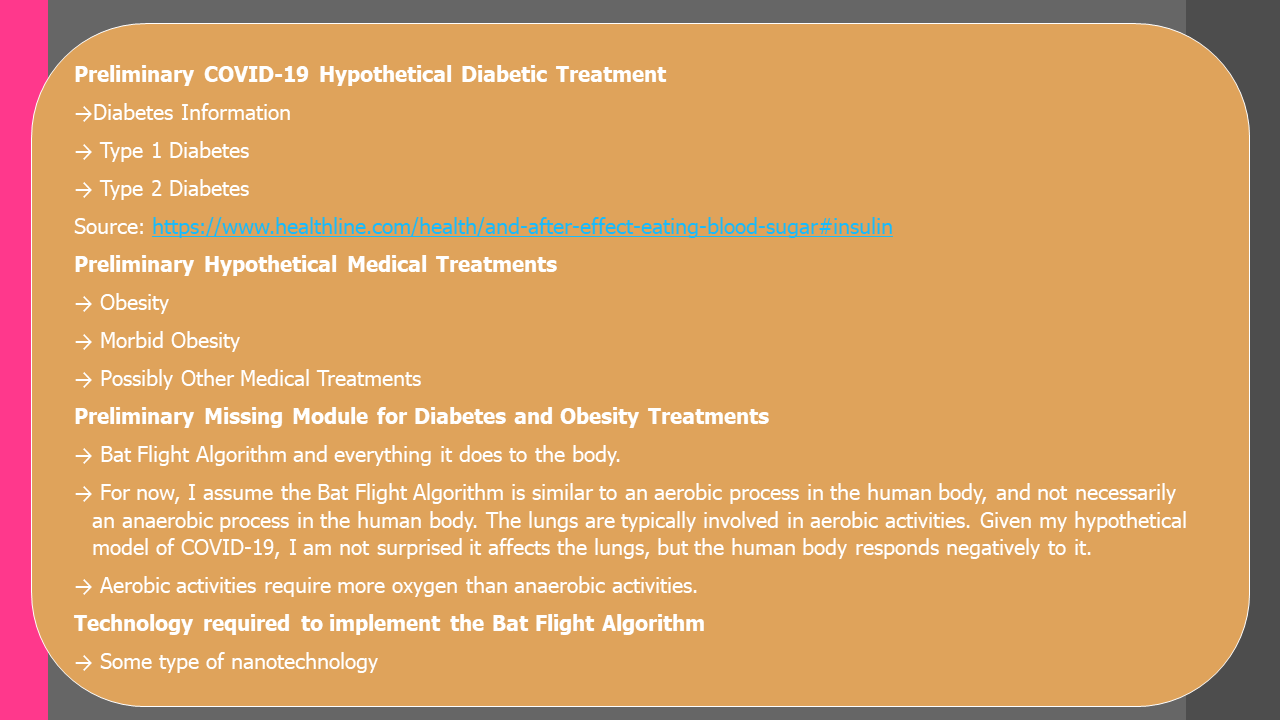 Preliminary COVID-19 Hypothetical Diabetic Treatment
→Diabetes Information
→ Type 1 Diabetes
→ Type 2 Diabetes
Source: https://www.healthline.com/health/and-after-effect-eating-blood-sugar#insulin
Preliminary Hypothetical Medical Treatments
→ Obesity
→ Morbid Obesity
→ Possibly Other Medical Treatments
Preliminary Missing Module for Diabetes and Obesity Treatments
→ Bat Flight Algorithm and everything it does to the body.
→ For now, I assume the Bat Flight Algorithm is similar to an aerobic process in the human body, and not necessarily
an anaerobic process in the human body. The lungs are typically involved in aerobic activities. Given my hypothetical
model of COVID-19, I am not surprised it affects the lungs, but the human body responds negatively to it.
→ Aerobic activities require more oxygen than anaerobic activities.
Technology required to implement the Bat Flight Algorithm
→ Some type of nanotechnology